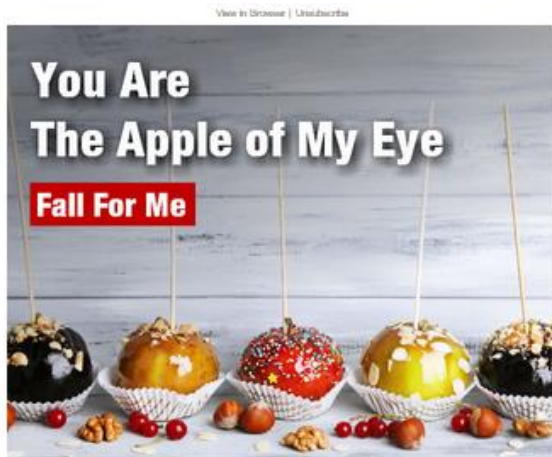 View in Browser | Unsubscribe
You Are
The Apple of My Eye
Fall For Me